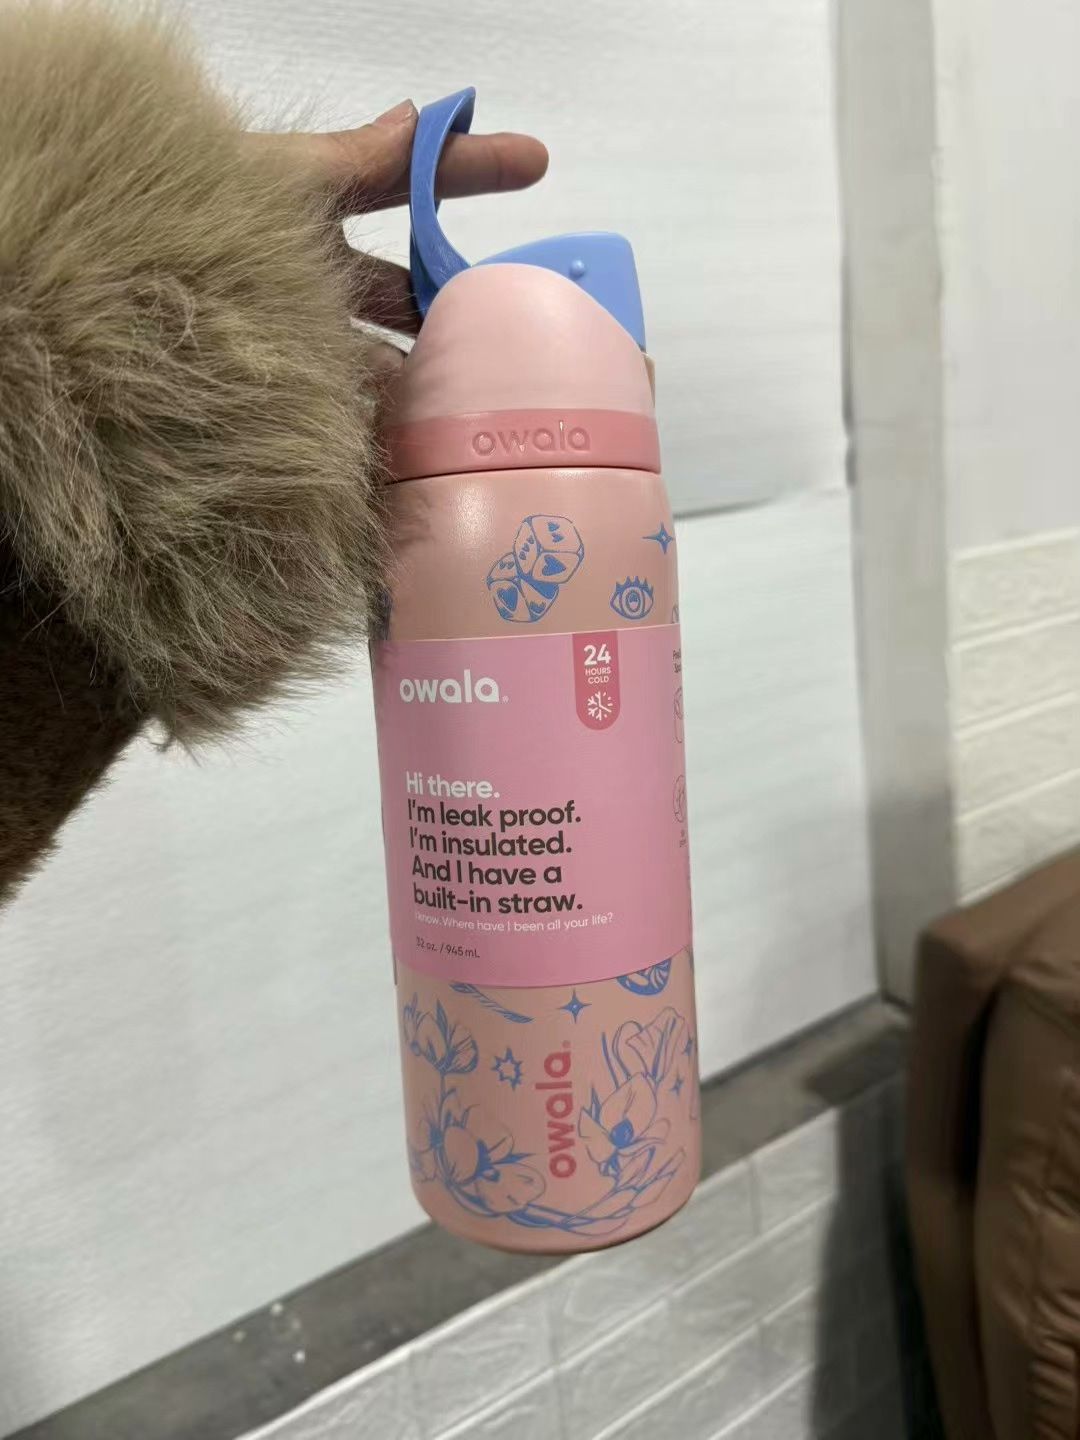 owala
24
HOURS
COLD
owala®
Hi there.
I'm leak proof.
I'm insulated.
And I have a
built-in straw.
I know. Where have I been all your life?
32 oz. / 945 mL
owala®